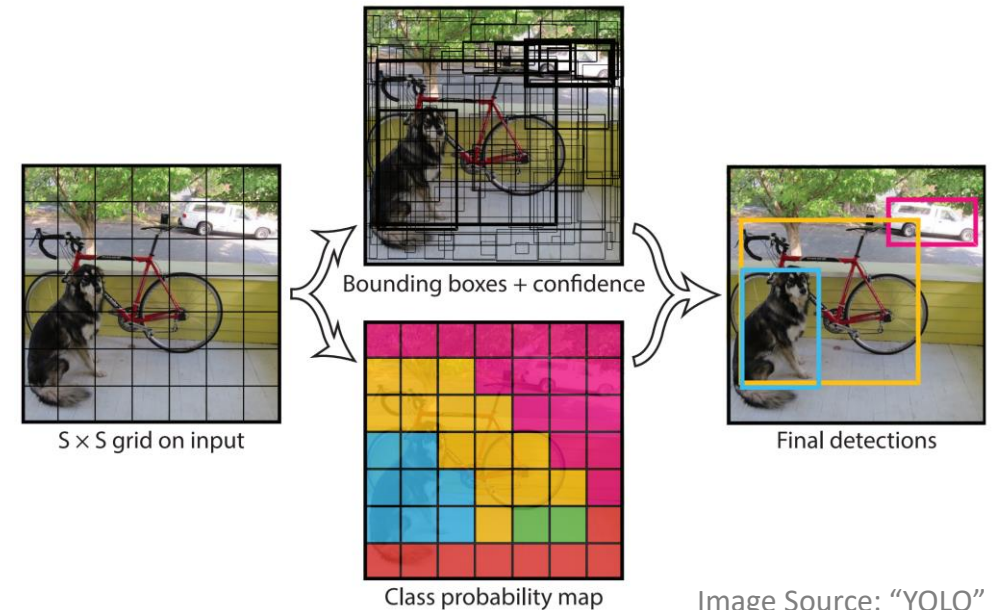 Bounding boxes + confidence
S × S grid on input
Final detections
Class probability map
Image Source: "YOLO"